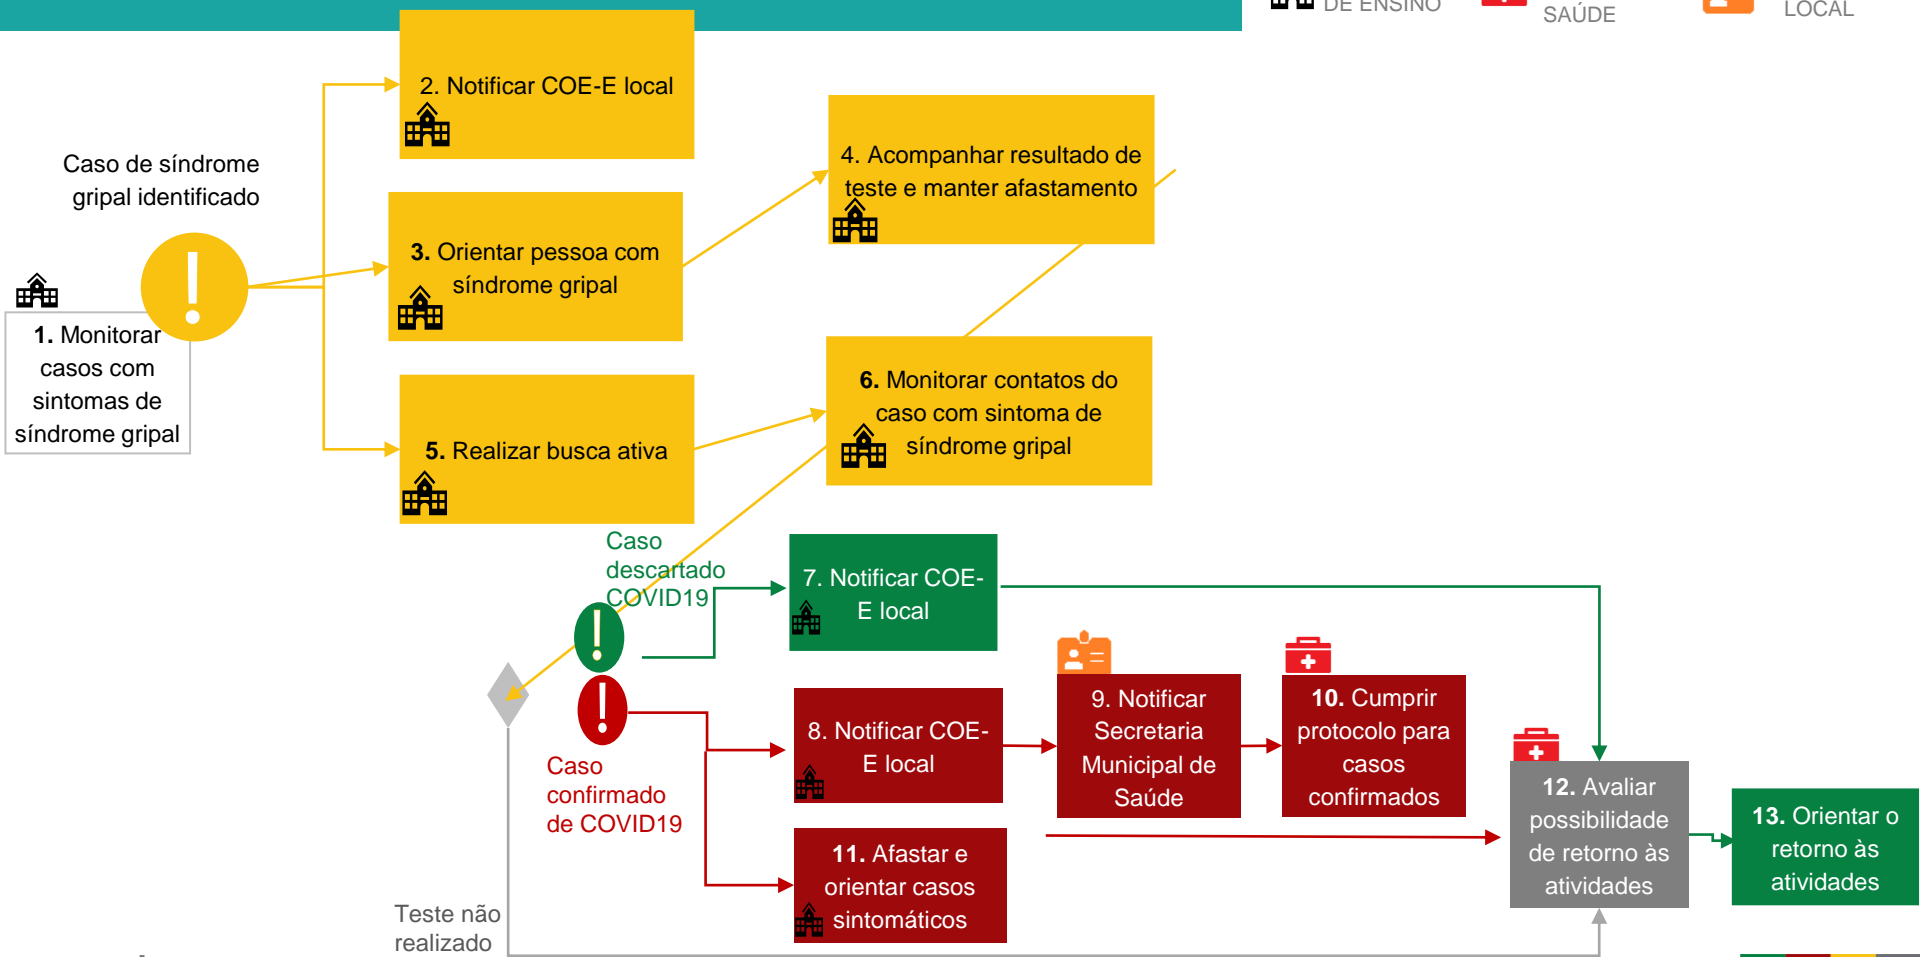 DE ENSINO
SAÚDE
LOCAL
2. Notificar COE-E local
Caso de síndrome
gripal identificado
4. Acompanhar resultado de
teste e manter afastamento
3. Orientar pessoa com
síndrome gripal
1. Monitorar
casos com
sintomas de
síndrome gripal
6. Monitorar contatos do
caso com sintoma de
síndrome gripal
5. Realizar busca ativa
Caso
descartado
COVID19
7. Notificar COE-
E local
8. Notificar COE-
E local
9. Notificar
Secretaria
Municipal de
Saúde
10. Cumprir
protocolo para
casos
confirmados
Caso
confirmado
de COVID19
11. Afastar e
orientar casos
sintomáticos
12. Avaliar
possibilidade
de retorno às
atividades
13. Orientar o
retorno às
atividades
Teste não
realizado